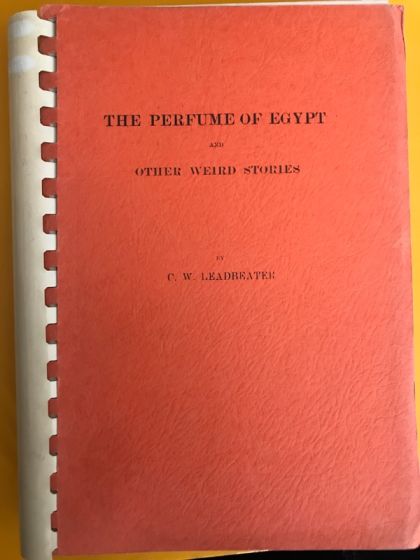 THE PERFUME OF EGYPT
AND
OTHER WEIRD STORIES
BY
C. W. LEADBEATER